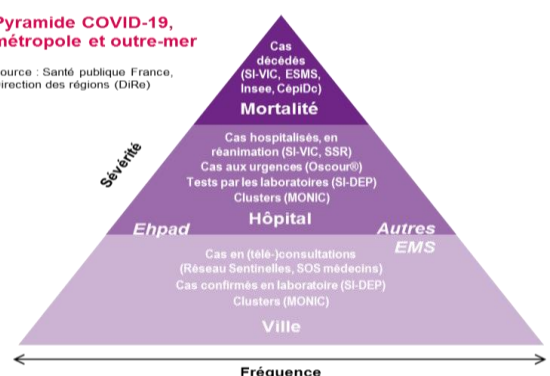 Pyramide COVID-19,
métropole et outre-mer
Source : Santé publique France,
Direction des régions (DiRe)
Cas
décédés
(SI-VIC, ESMS,
Insee, CépiDc)
Mortalité
Sévérité
Cas hospitalisés, en
réanimation (SI-VIC, SSR)
Cas aux urgences (Oscour®)
Tests par les laboratoires (SI-DEP)
Clusters (MONIC)
Hôpital
Ehpad
Autres
EMS
Cas en (télé-)consultations
(Réseau Sentinelles, SOS médecins)
Cas confirmés en laboratoire (SI-DEP)
Clusters (MONIC)
Ville
Fréquence